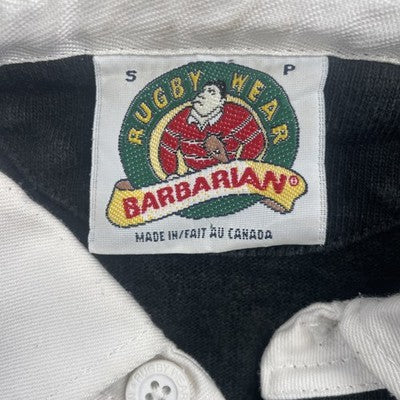 S P
RUGBY WEAR
BARBARIAN®
MADE IN/FAIT AU CANADA